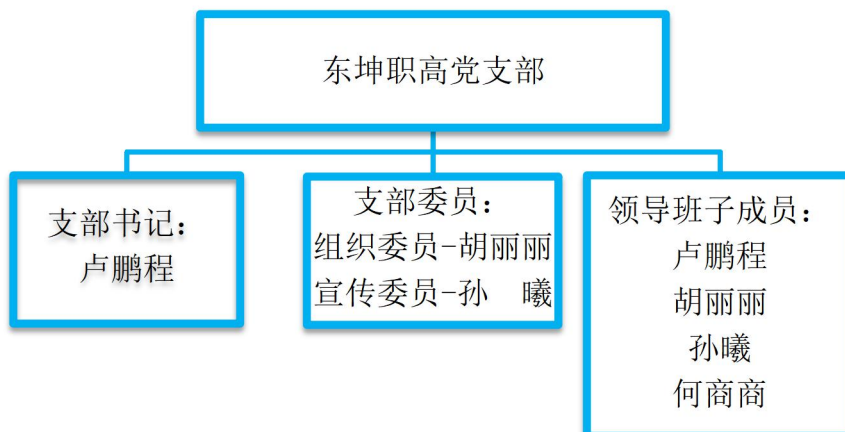 东坤职高党支部
支部书记：
卢鹏程
支部委员：
组织委员-胡丽丽
宣传委员-孙　曦
领导班子成员：
卢鹏程
胡丽丽
孙曦
何商商